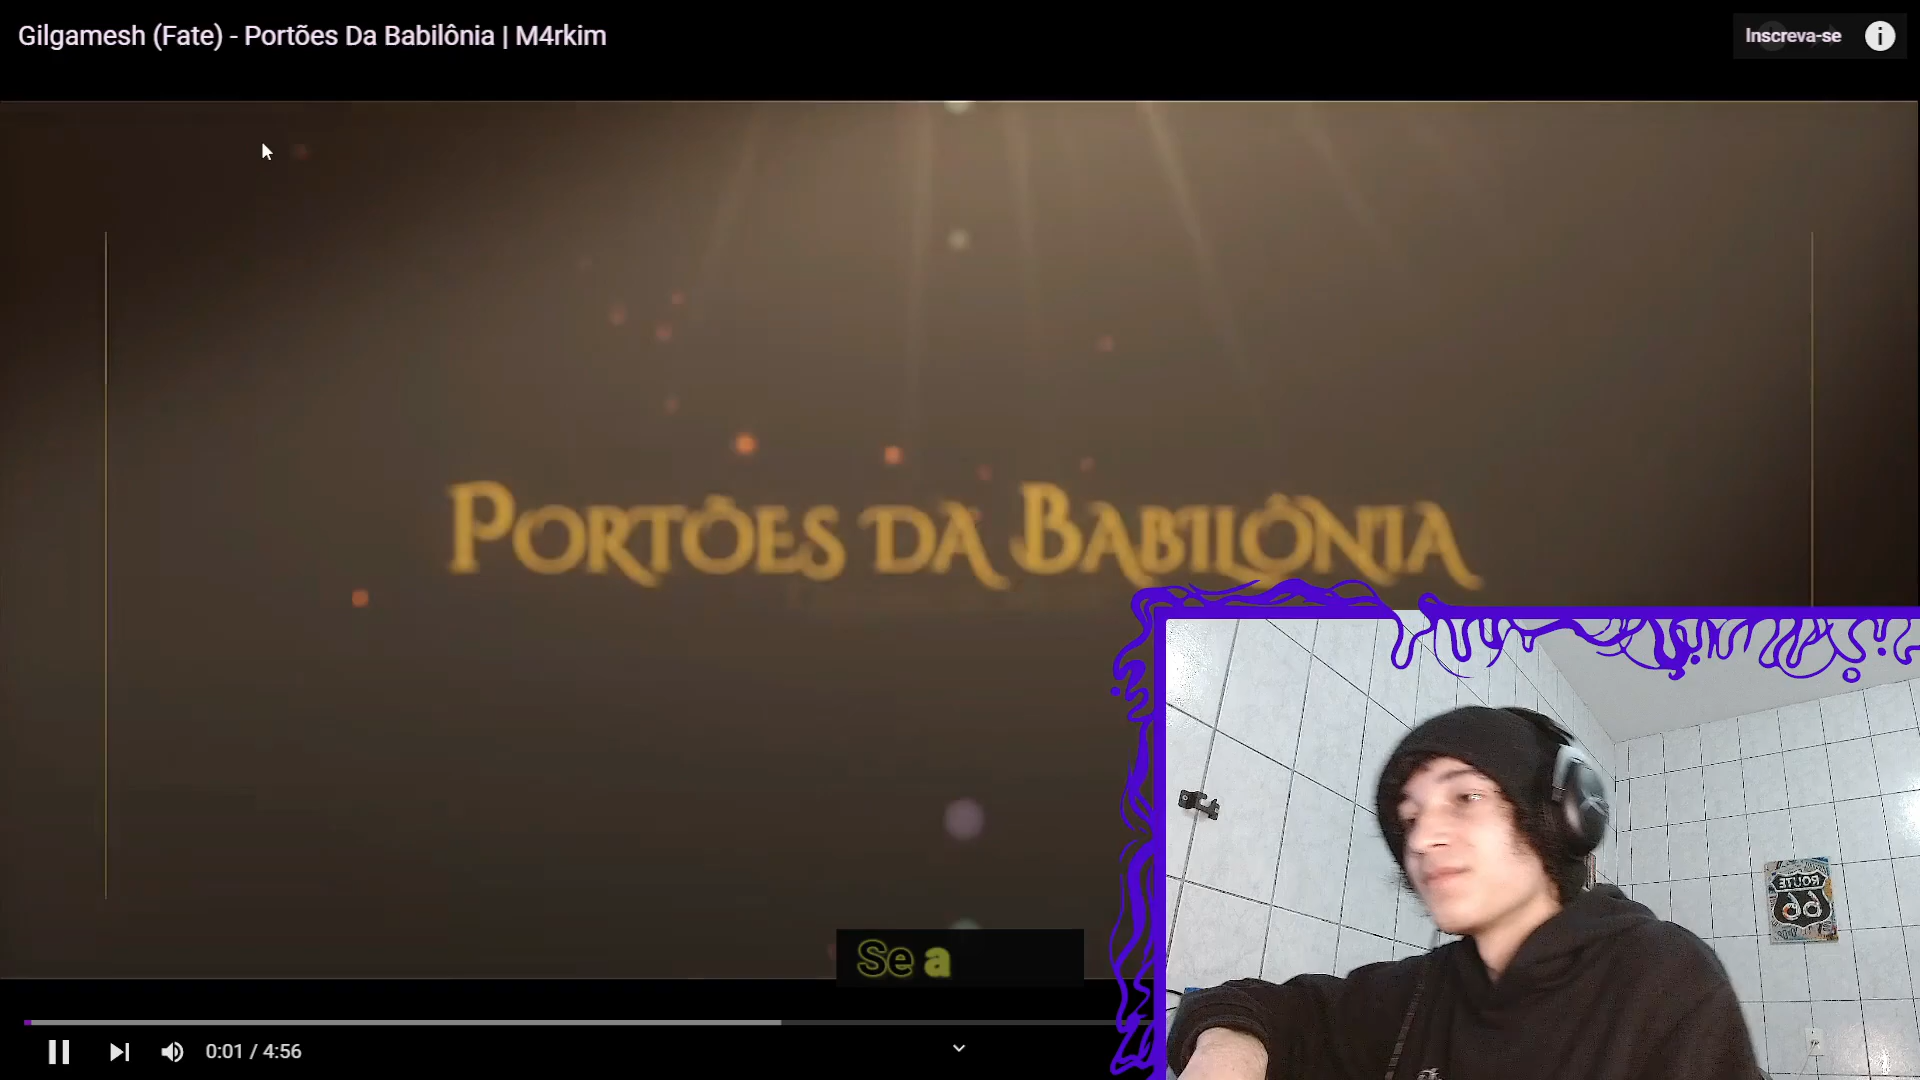 Gilgamesh (Fate) - Portões Da Babilônia | M4rkim
Inscreva-se
Portões da Babilônia
ROUTE
66
Se a
0:01 / 4:56